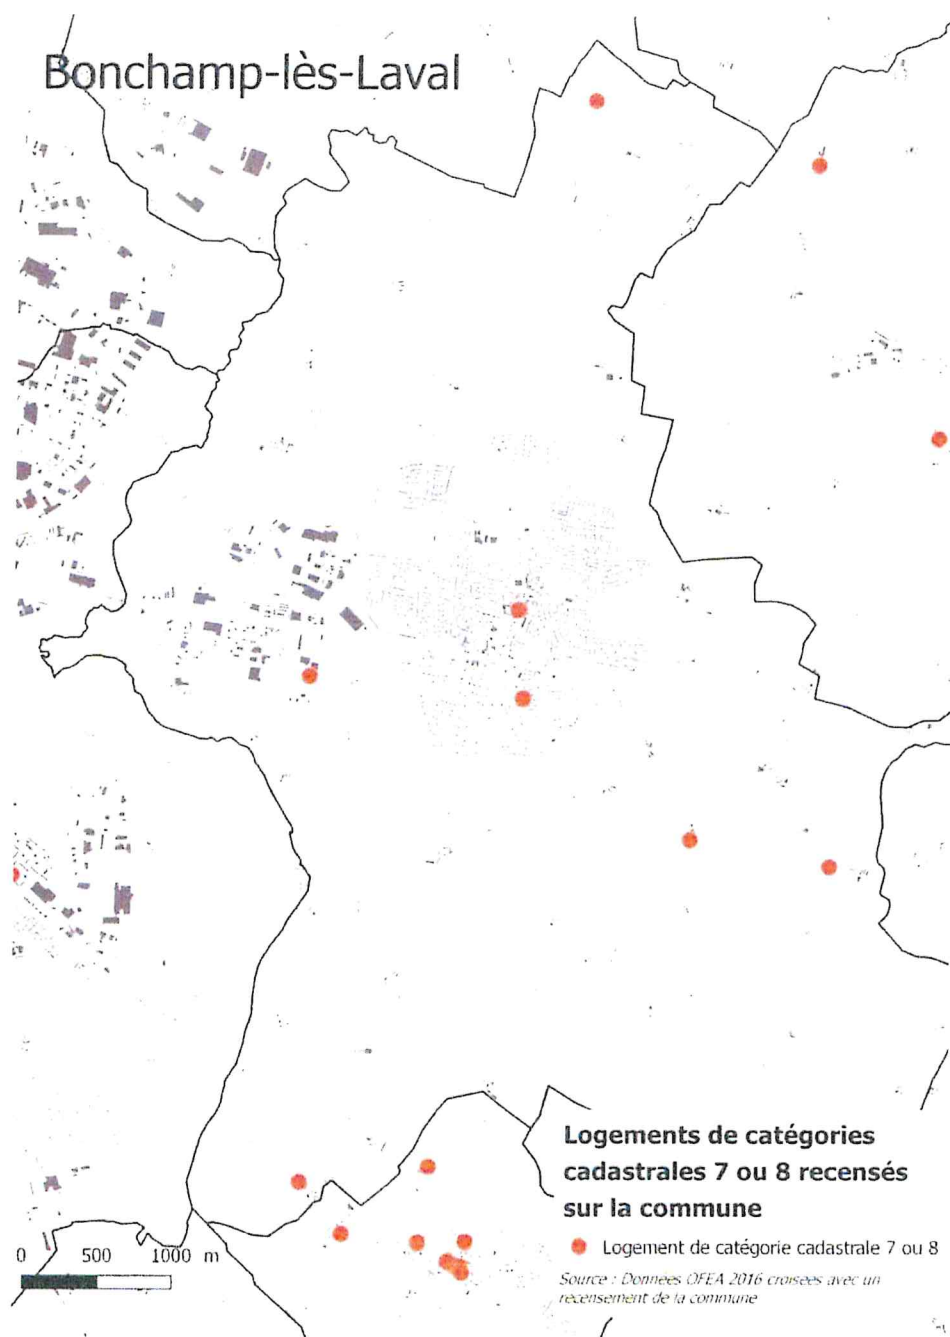 Bonchamp-lès-Laval
Logements de catégories
cadastrales 7 ou 8 recensés
sur la commune
Logement de catégorie cadastrale 7 ou 8
Source : Données OFEA 2016 croisées avec un
recensement de la commune
0 500 1000 m